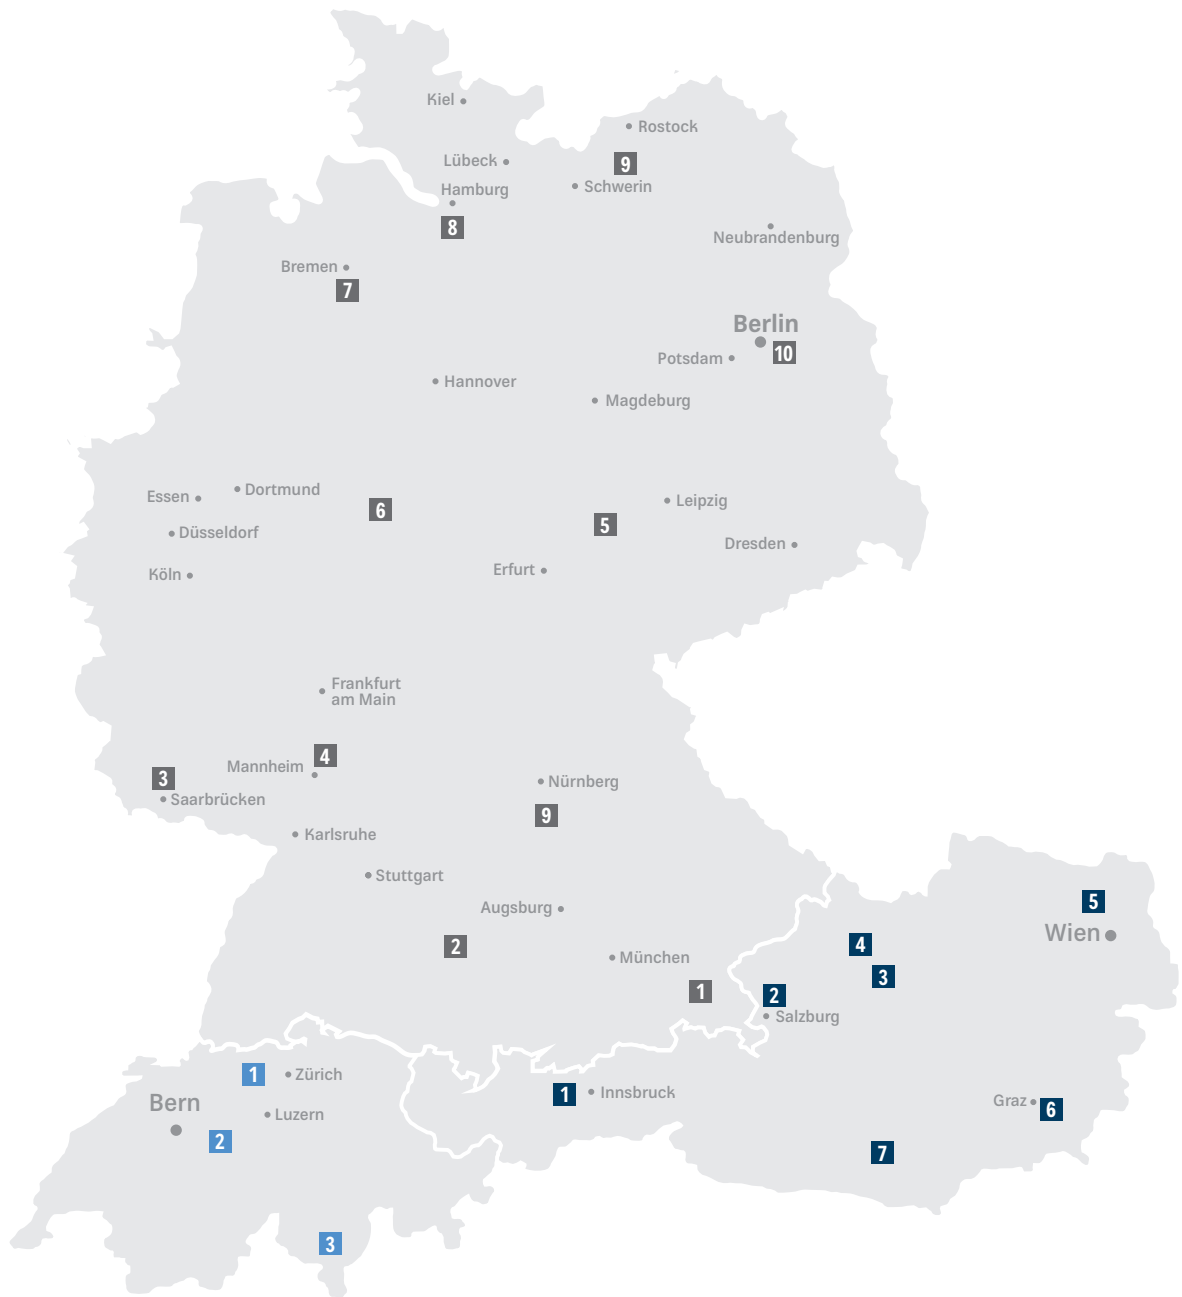 Kiel
Rostock
Lübeck
9
Schwerin
Hamburg
8
Neubrandenburg
Bremen
7
Berlin
10
Potsdam
Hannover
Magdeburg
Dortmund
Essen
6
Leipzig
5
Düsseldorf
Dresden
Köln
Erfurt
Frankfurt
am Main
4
Mannheim
3
Saarbrücken
Nürnberg
9
Karlsruhe
Stuttgart
5
Augsburg
Wien
2
4
München
3
1
2
Salzburg
1
Zürich
Innsbruck
1
Bern
Luzern
Graz
6
2
7
3